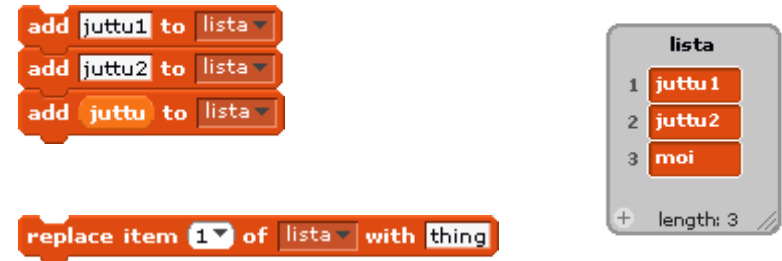 add juttu1 to lista
add juttu2 to lista
add juttu to lista
replace item 1 of lista with thing
lista
1 juttu1
2 juttu2
3 moi
+ length: 3